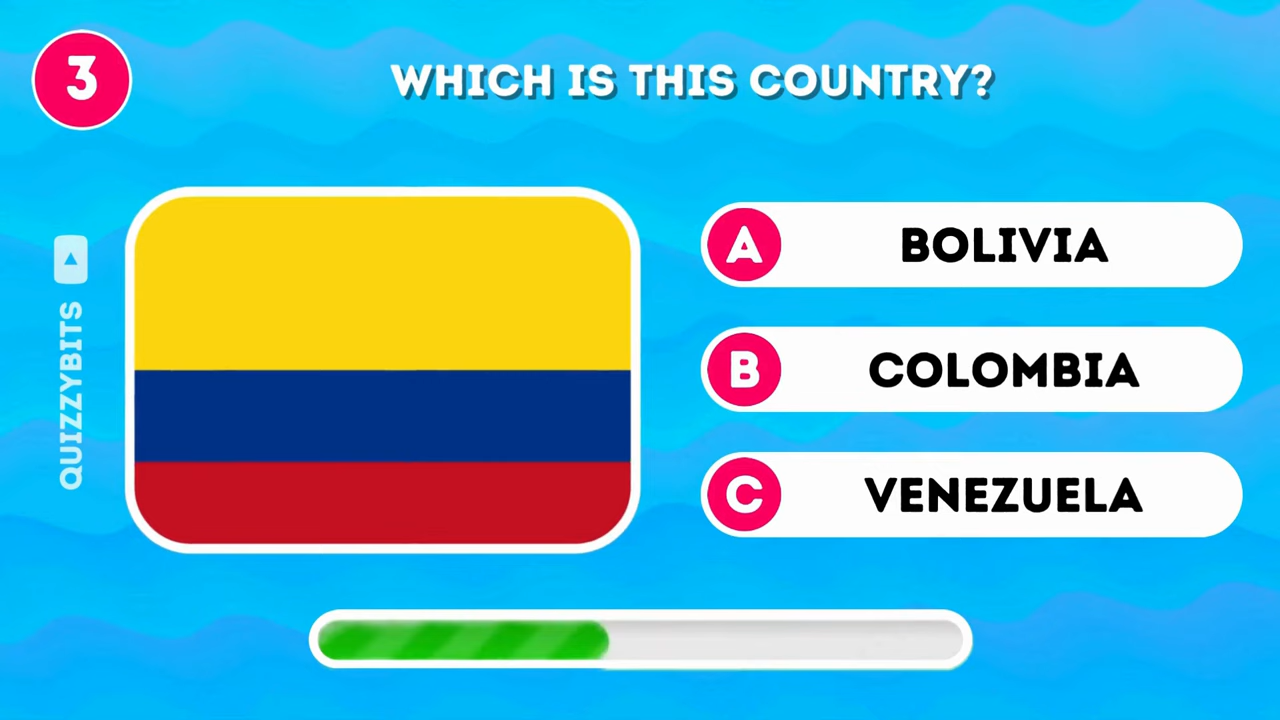 3
WHICH IS THIS COUNTRY?
QUIZZYBITS
A BOLIVIA
B COLOMBIA
C VENEZUELA